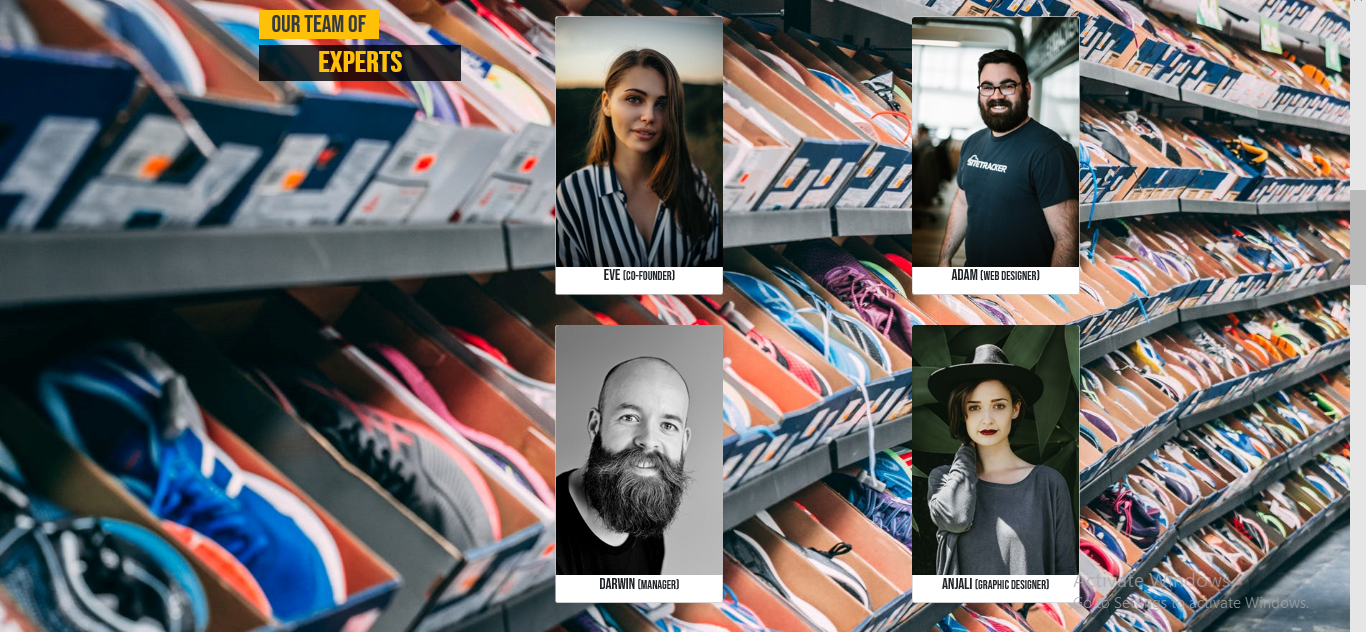 OUR TEAM OF
EXPERTS
SITETRACKER
EVE (CO-FOUNDER)
ADAM (WEB DESIGNER)
DARWIN (MANAGER)
ANJALI (GRAPHIC DESIGNER)
Activate Windows
Go to Settings to activate Windows.